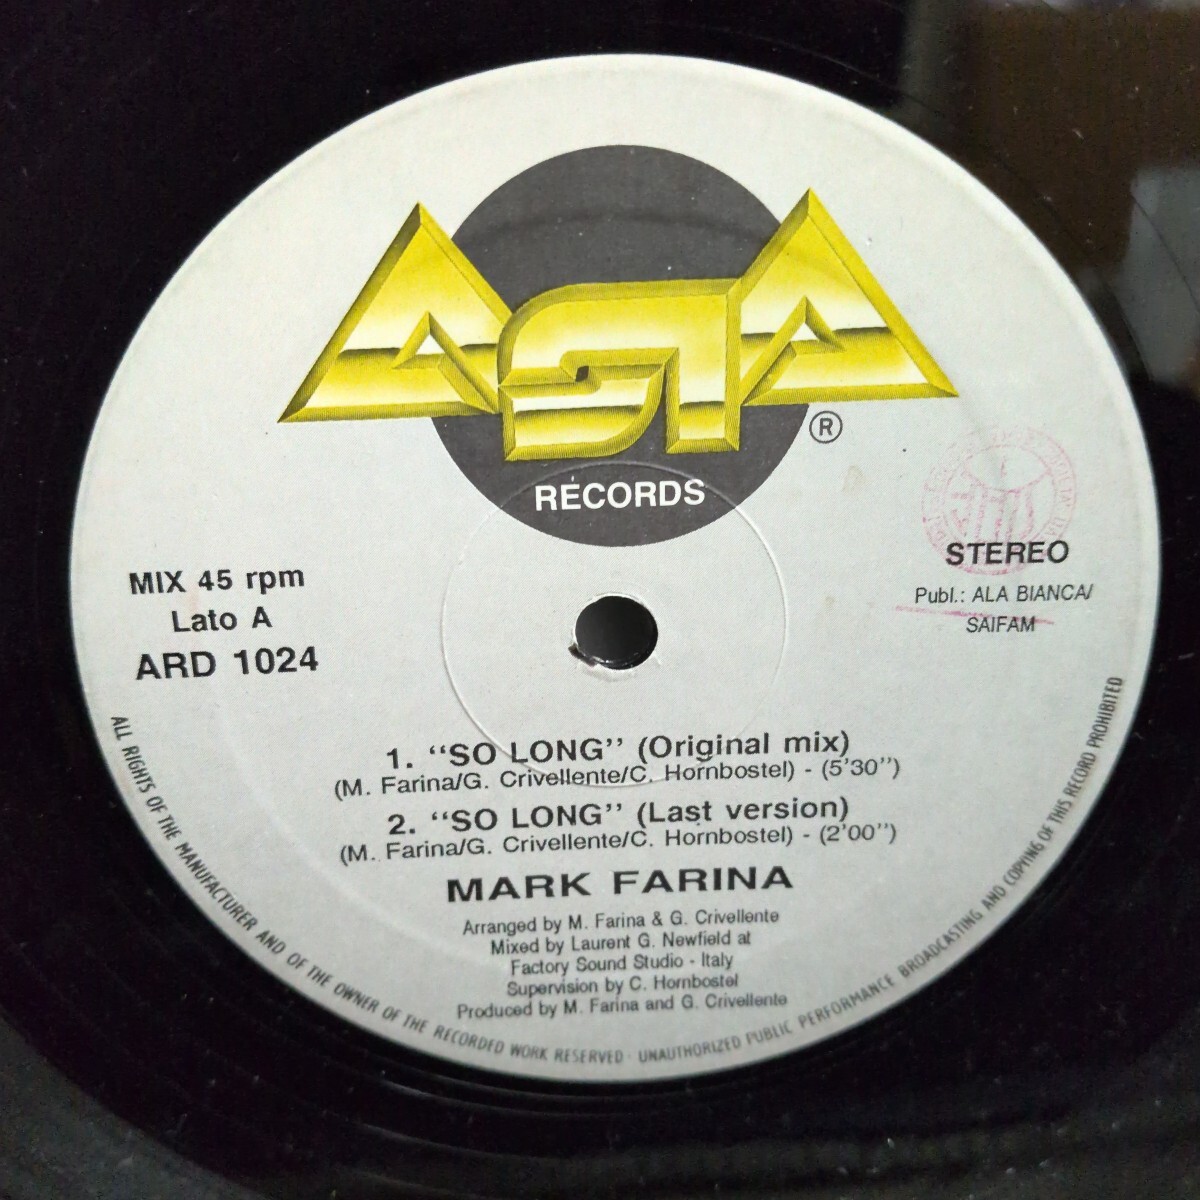 ASTA
®
RECORDS
MIX 45 rpm
Lato A
ARD 1024
STEREO
Publ.: ALA BIANCA/
SAIFAM
1. “SO LONG” (Original mix)
(M. Farina/G. Crivellente/C. Hornbostel) - (5'30”)
2. “SO LONG” (Last version)
(M. Farina/G. Crivellente/C. Hornbostel) - (2'00”)
MARK FARINA
Arranged by M. Farina & G. Crivellente
Mixed by Laurent G. Newfield at
Factory Sound Studio - Italy
Supervision by C. Hornbostel
Produced by M. Farina and G. Crivellente
ALL RIGHTS OF THE MANUFACTURER AND OF THE OWNER OF THE RECORDED WORK RESERVED · UNAUTHORIZED PUBLIC PERFORMANCE BROADCASTING AND COPYING OF THIS RECORD PROHIBITED